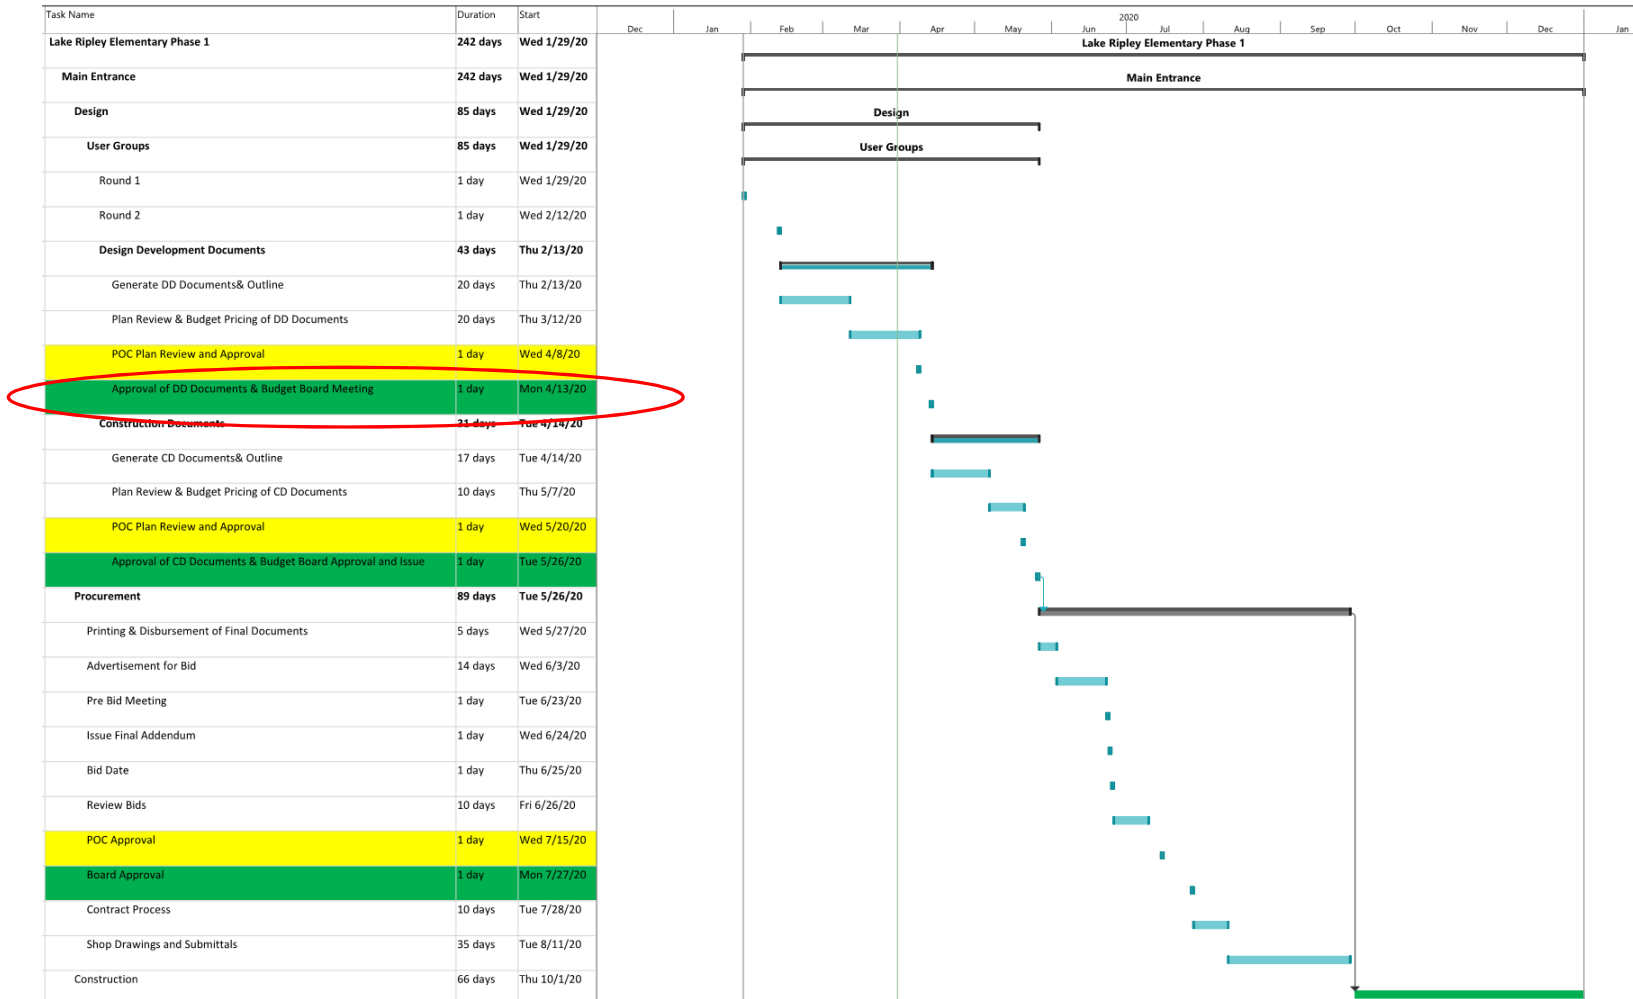 Task Name Duration Start
2020
Dec Jan Feb Mar Apr May Jun Jul Aug Sep Oct Nov Dec Jan
Lake Ripley Elementary Phase 1 242 days Wed 1/29/20 Lake Ripley Elementary Phase 1
Main Entrance 242 days Wed 1/29/20 Main Entrance
Design 85 days Wed 1/29/20 Design
User Groups 85 days Wed 1/29/20 User Groups
Round 1 1 day Wed 1/29/20
Round 2 1 day Wed 2/12/20
Design Development Documents 43 days Thu 2/13/20
Generate DD Documents& Outline 20 days Thu 2/13/20
Plan Review & Budget Pricing of DD Documents 20 days Thu 3/12/20
POC Plan Review and Approval 1 day Wed 4/8/20
Approval of DD Documents & Budget Board Meeting 1 day Mon 4/13/20
Construction Documents 31 days Tue 4/14/20
Generate CD Documents& Outline 17 days Tue 4/14/20
Plan Review & Budget Pricing of CD Documents 10 days Thu 5/7/20
POC Plan Review and Approval 1 day Wed 5/20/20
Approval of CD Documents & Budget Board Approval and Issue 1 day Tue 5/26/20
Procurement 89 days Tue 5/26/20
Printing & Disbursement of Final Documents 5 days Wed 5/27/20
Advertisement for Bid 14 days Wed 6/3/20
Pre Bid Meeting 1 day Tue 6/23/20
Issue Final Addendum 1 day Wed 6/24/20
Bid Date 1 day Thu 6/25/20
Review Bids 10 days Fri 6/26/20
POC Approval 1 day Wed 7/15/20
Board Approval 1 day Mon 7/27/20
Contract Process 10 days Tue 7/28/20
Shop Drawings and Submittals 35 days Tue 8/11/20
Construction 66 days Thu 10/1/20